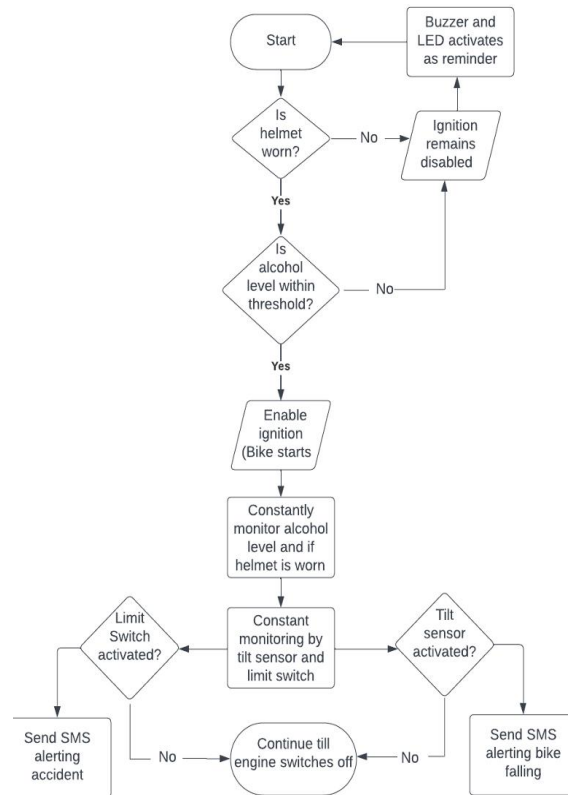 Start
Buzzer and
LED activates
as reminder
Is
helmet
worn?
No
Ignition
remains
disabled
Yes
Is
alcohol
level within
threshold?
No
Yes
Enable
ignition
(Bike starts
Constantly
monitor alcohol
level and if
helmet is worn
Limit
Switch
activated?
Constant
monitoring by
tilt sensor and
limit switch
Tilt
sensor
activated?
Send SMS
alerting
accident
No
Continue till
engine switches off
No
Send SMS
alerting bike
falling